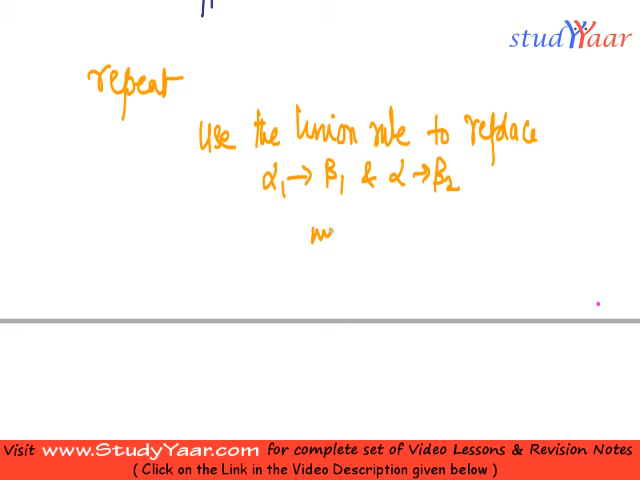 studYYaar
repeat
Use the Union rule to replace
α₁ → β₁ & α → β₂
Visit www.StudyYaar.com for complete set of Video Lessons & Revision Notes
( Click on the Link in the Video Description given below )